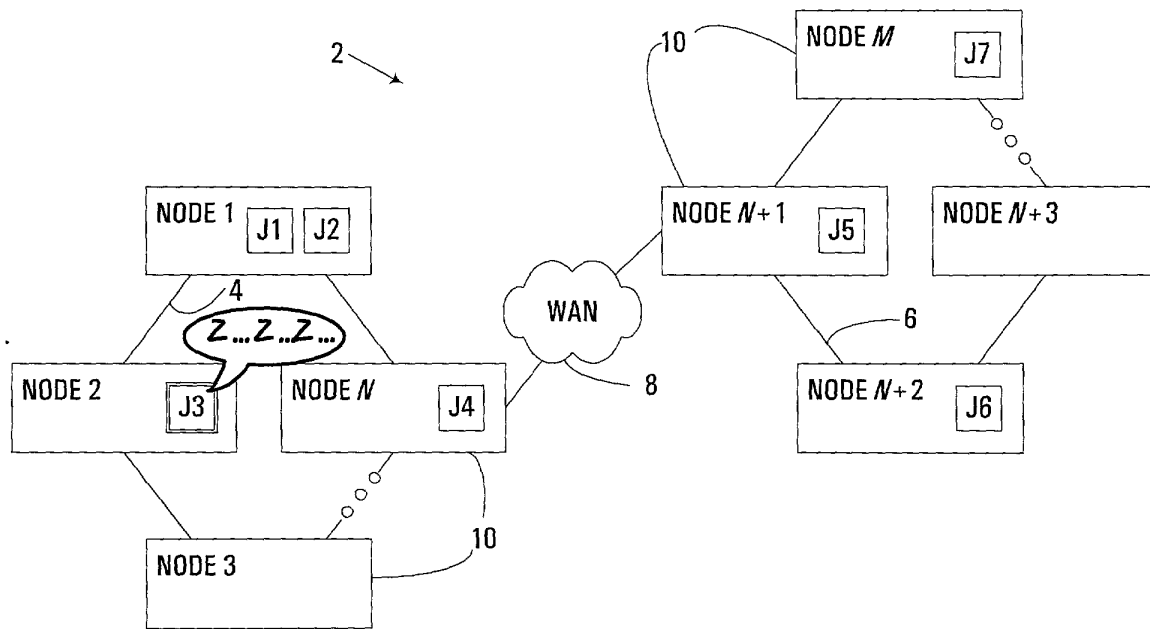 NODE M
J7
10
2
NODE 1
J1 J2
NODE N+1
J5
NODE N+3
4
WAN
6
Z...Z..Z...
8
NODE 2
J3
NODE N
J4
NODE N+2
J6
10
NODE 3